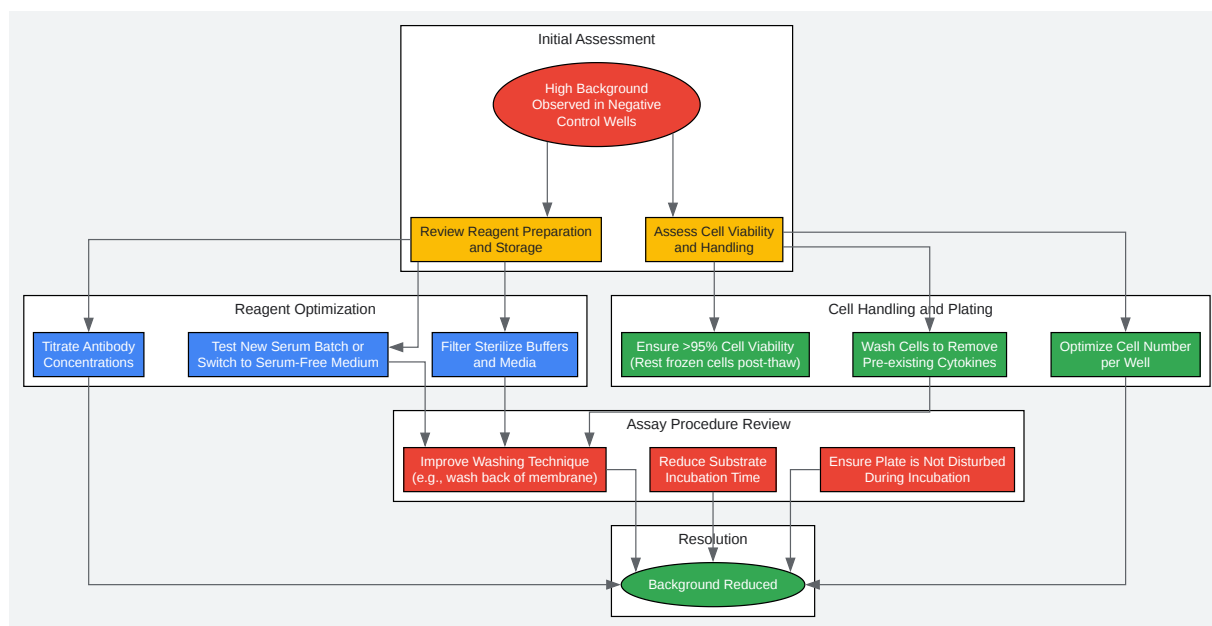 Initial Assessment
High Background
Observed in Negative
Control Wells
Review Reagent Preparation
and Storage
Assess Cell Viability
and Handling
Reagent Optimization
Titrate Antibody
Concentrations
Test New Serum Batch or
Switch to Serum-Free Medium
Filter Sterilize Buffers
and Media
Cell Handling and Plating
Ensure >95% Cell Viability
(Rest frozen cells post-thaw)
Wash Cells to Remove
Pre-existing Cytokines
Optimize Cell Number
per Well
Assay Procedure Review
Improve Washing Technique
(e.g., wash back of membrane)
Reduce Substrate
Incubation Time
Ensure Plate is Not Disturbed
During Incubation
Resolution
Background Reduced